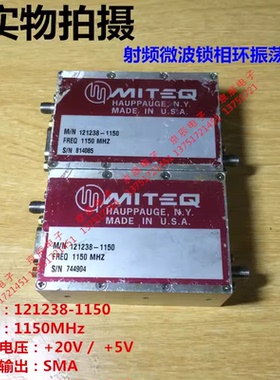 实物拍摄
射频微波锁相环振荡
MITEQ
HAUPPAUGE, N.Y.
MADE IN U.S.A.
M/N 121238-1150
FREQ 1150 MHZ
S/N 814085
MITEQ
HAUPPAUGE, N.Y.
MADE IN U.S.A.
M/N 121238-1150
FREQ 1150 MHZ
S/N 744904
: 121238-1150
: 1150MHz
电压: +20V / +5V
输出: SMA